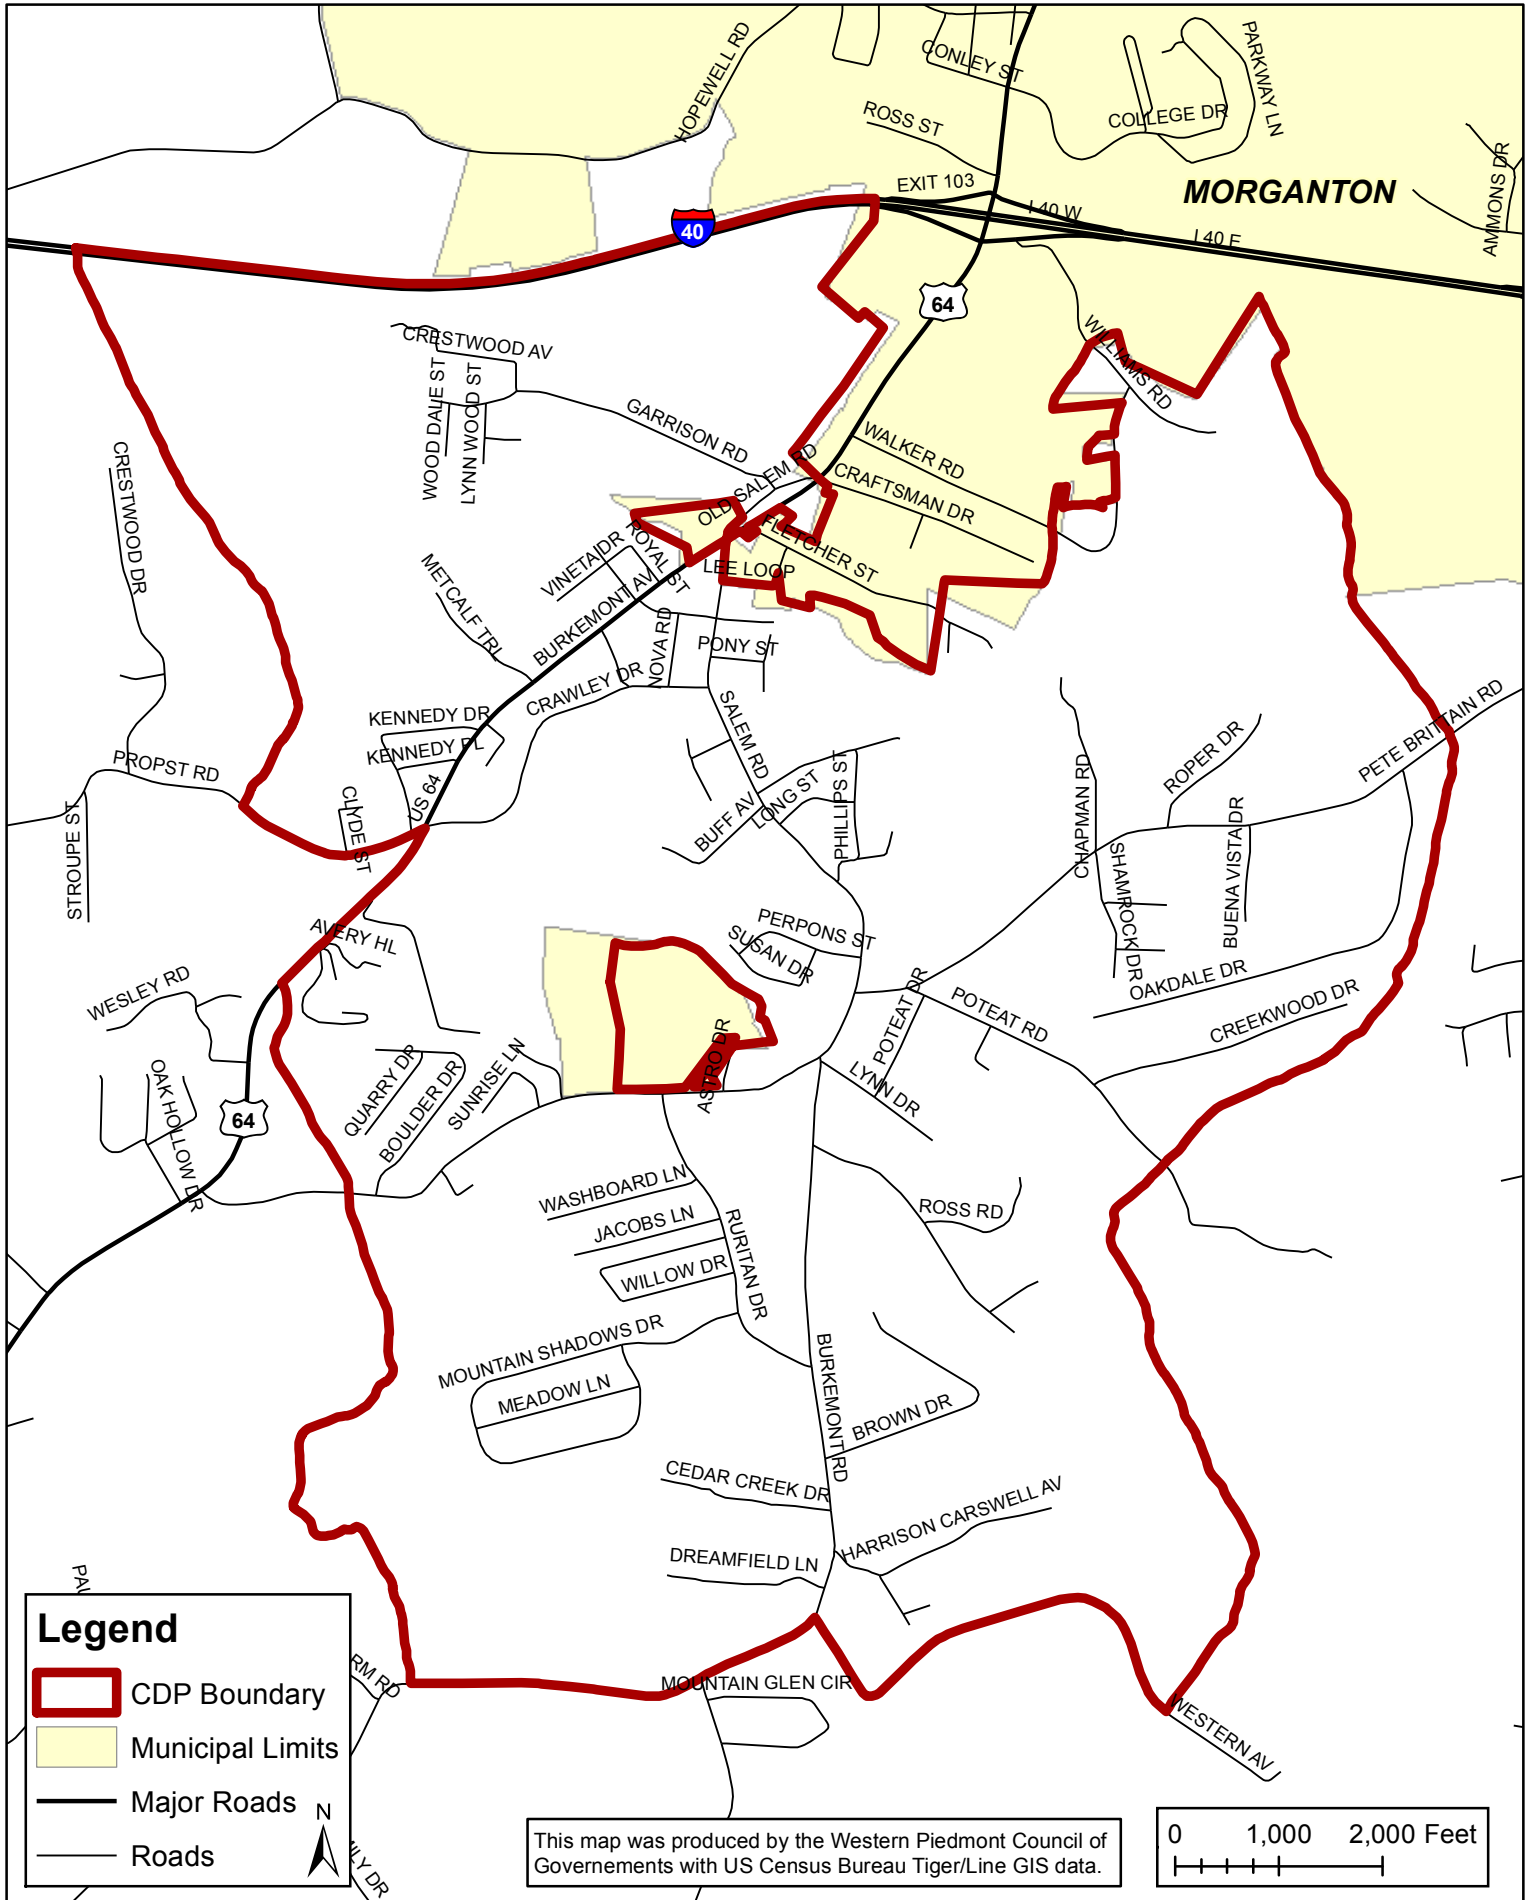 HOPEWELL RD
CONLEY ST
PARKWAY LN
ROSS ST
COLLEGE DR
AMMONS DR
EXIT 103
MORGANTON
I 40 W
40
I 40 E
64
WILLIAMS RD
CRESTWOOD AV
WOOD DALE ST
LYNN WOOD ST
GARRISON RD
WALKER RD
CRESTWOOD DR
OLD SALEM RD
CRAFTSMAN DR
FLETCHER ST
VINETA DR
ROYAL ST
LEE LOOP
METCALF TRL
BURKEMONT AV
NOVA RD
PONY ST
CRAWLEY DR
KENNEDY DR
KENNEDY PL
SALEM RD
ROPER DR
PETE BRITTAIN RD
PROPST RD
CLYDE ST
US 64
STROUPE ST
BUFF AV
LONG ST
PHILLIPS ST
CHAPMAN RD
SHAMROCK DR
BUENA VISTA DR
AVERY HL
PERPONS ST
SUSAN DR
WESLEY RD
OAKDALE DR
CREEKWOOD DR
POTEAT DR
POTEAT RD
ASTRO DR
LYNN DR
OAK HOLLOW DR
64
QUARRY DR
BOULDER DR
SUNRISE LN
WASHBOARD LN
JACOBS LN
WILLOW DR
RURITAN DR
ROSS RD
MOUNTAIN SHADOWS DR
MEADOW LN
BURKEMONT RD
BROWN DR
CEDAR CREEK DR
HARRISON CARSWELL AV
DREAMFIELD LN
MOUNTAIN GLEN CIR
WESTERN AV
PAU
RM RD
ILY DR
Legend
CDP Boundary
Municipal Limits
Major Roads
Roads
N
This map was produced by the Western Piedmont Council of
Governements with US Census Bureau Tiger/Line GIS data.
0 1,000 2,000 Feet